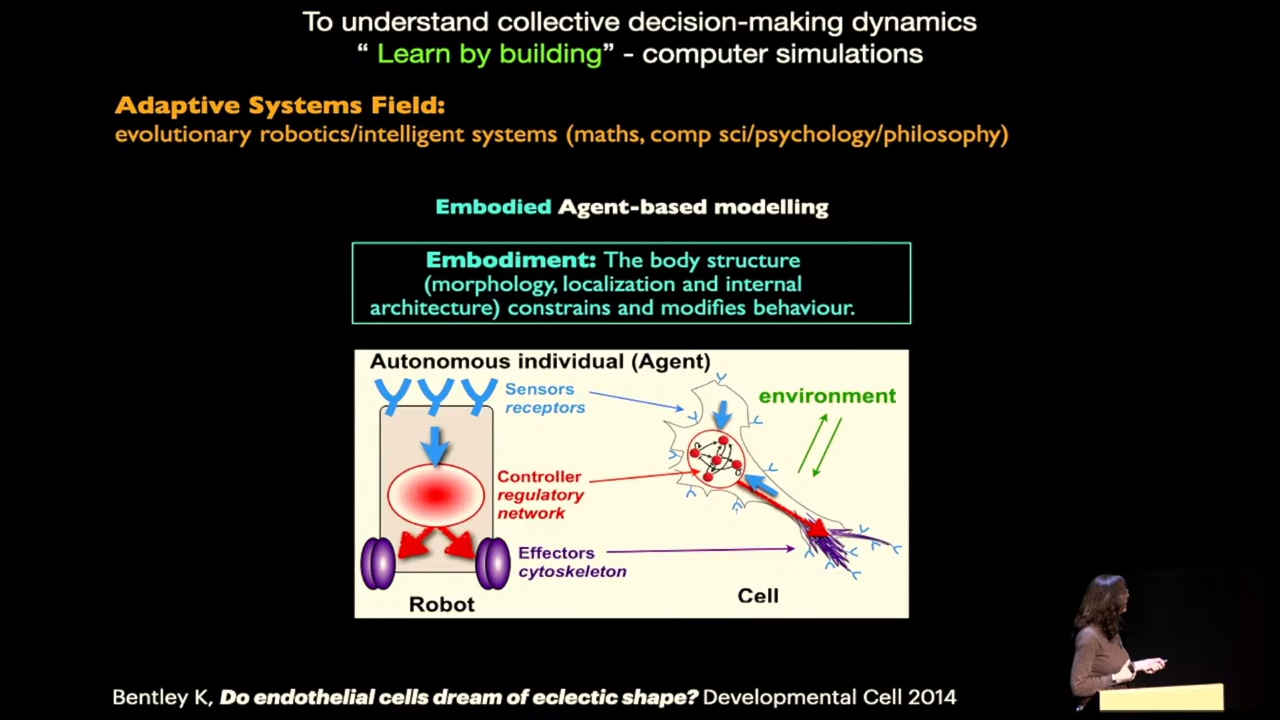 To understand collective decision-making dynamics
“ Learn by building” - computer simulations
Adaptive Systems Field:
evolutionary robotics/intelligent systems (maths, comp sci/psychology/philosophy)
Embodied Agent-based modelling
Embodiment: The body structure
(morphology, localization and internal
architecture) constrains and modifies behaviour.
Autonomous individual (Agent)
Sensors
receptors
environment
Controller
regulatory
network
Effectors
cytoskeleton
Robot
Cell
Bentley K, Do endothelial cells dream of eclectic shape? Developmental Cell 2014